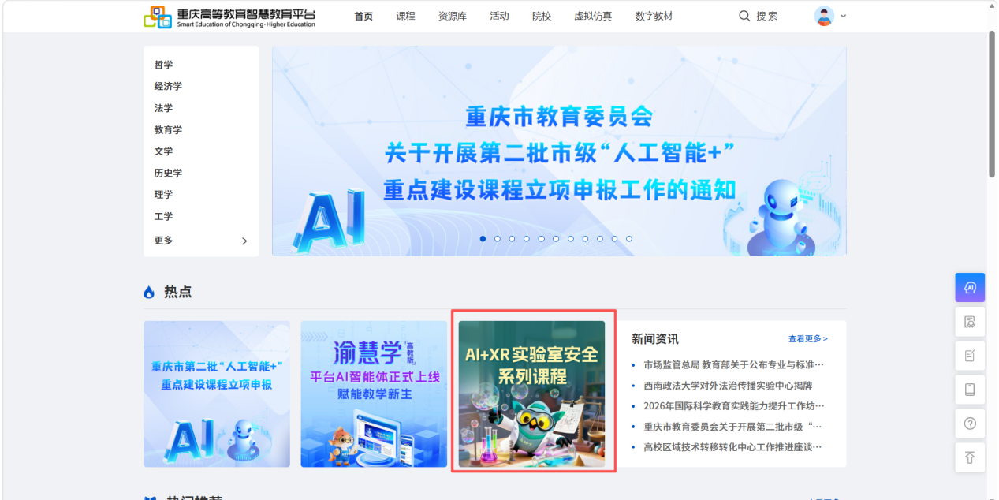 重庆高等教育智慧教育平台
Smart Education of Chongqing·Higher Education
首页
课程
资源库
活动
院校
虚拟仿真
数字教材
搜索
哲学
经济学
法学
教育学
文学
历史学
理学
工学
更多
重庆市教育委员会
关于开展第二批市级“人工智能+”
重点建设课程立项申报工作的通知
AI
AI
热点
重庆市第二批“人工智能+”
重点建设课程立项申报
AI
渝慧学「高教版」
平台AI智能体正式上线
赋能教学新生
AI+XR实验室安全
系列课程
新闻资讯
查看更多 >
市场监管总局 教育部关于公布专业与标准…
西南政法大学对外法治传播实验中心揭牌
2026年国际科学教育实践能力提升工作坊…
重庆市教育委员会关于开展第二批市级“…
高校区域技术转移转化中心工作推进座谈…